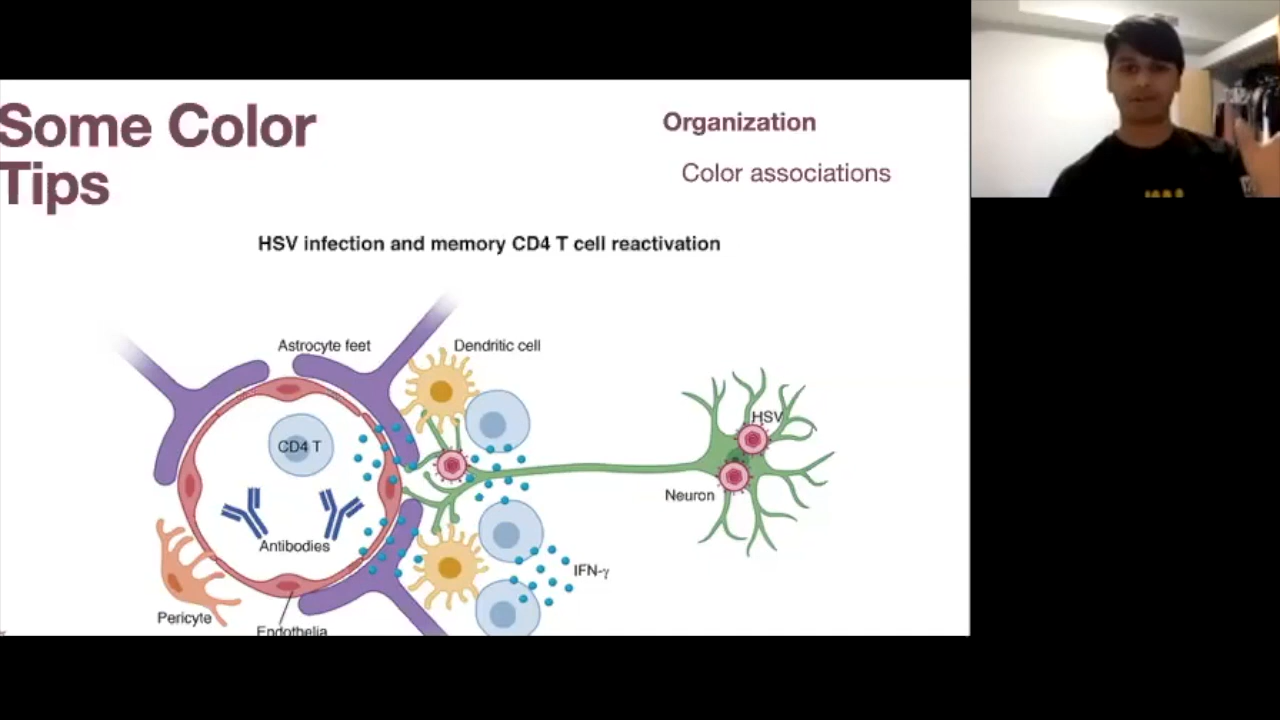 Some Color
Tips
Organization
Color associations
HSV infection and memory CD4 T cell reactivation
Astrocyte feet
Dendritic cell
CD4 T
HSV
Neuron
Antibodies
IFN-γ
Pericyte
Endothelia